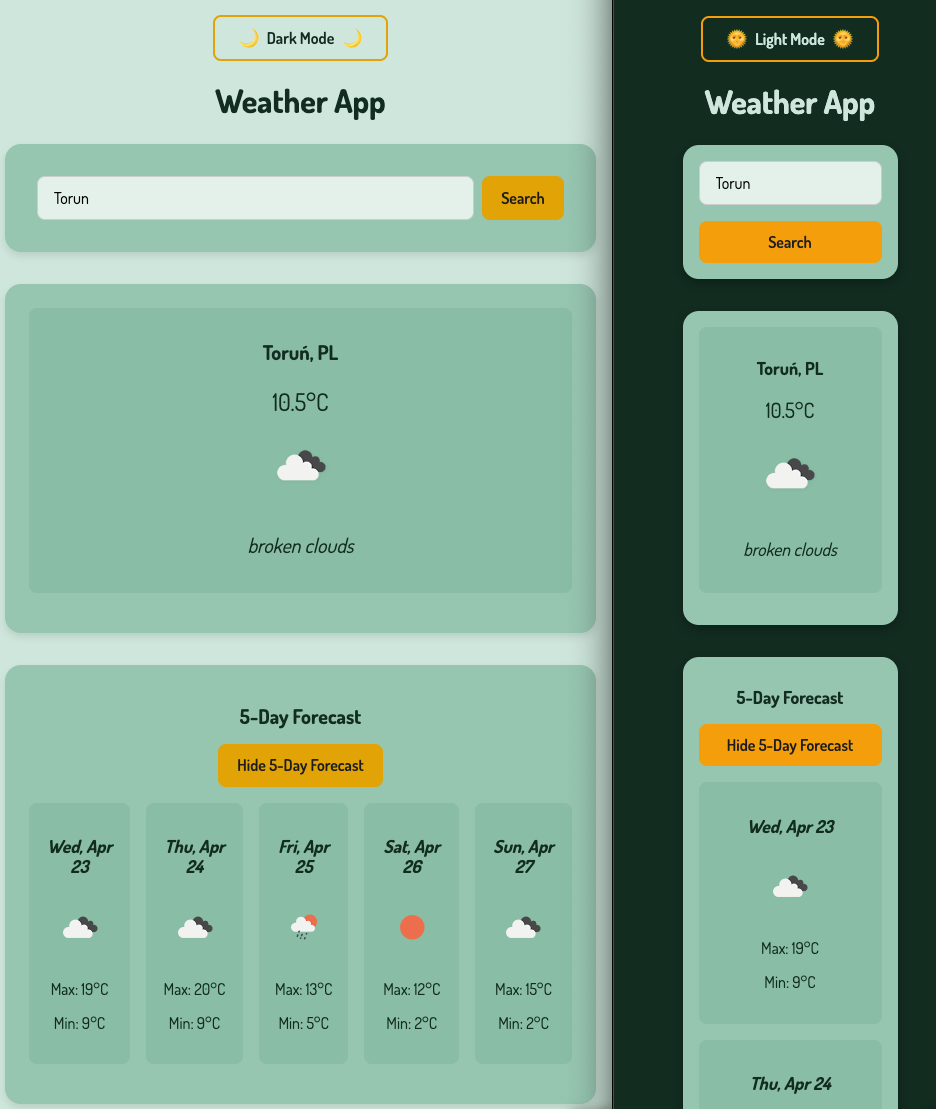 🌙 Dark Mode 🌙
Weather App
Torun
Search
Toruń, PL
10.5°C
broken clouds
5-Day Forecast
Hide 5-Day Forecast
Wed, Apr
23
Max: 19°C
Min: 9°C
Thu, Apr
24
Max: 20°C
Min: 9°C
Fri, Apr
25
Max: 13°C
Min: 5°C
Sat, Apr
26
Max: 12°C
Min: 2°C
Sun, Apr
27
Max: 15°C
Min: 2°C
🌞 Light Mode 🌞
Weather App
Torun
Search
Toruń, PL
10.5°C
broken clouds
5-Day Forecast
Hide 5-Day Forecast
Wed, Apr 23
Max: 19°C
Min: 9°C
Thu, Apr 24